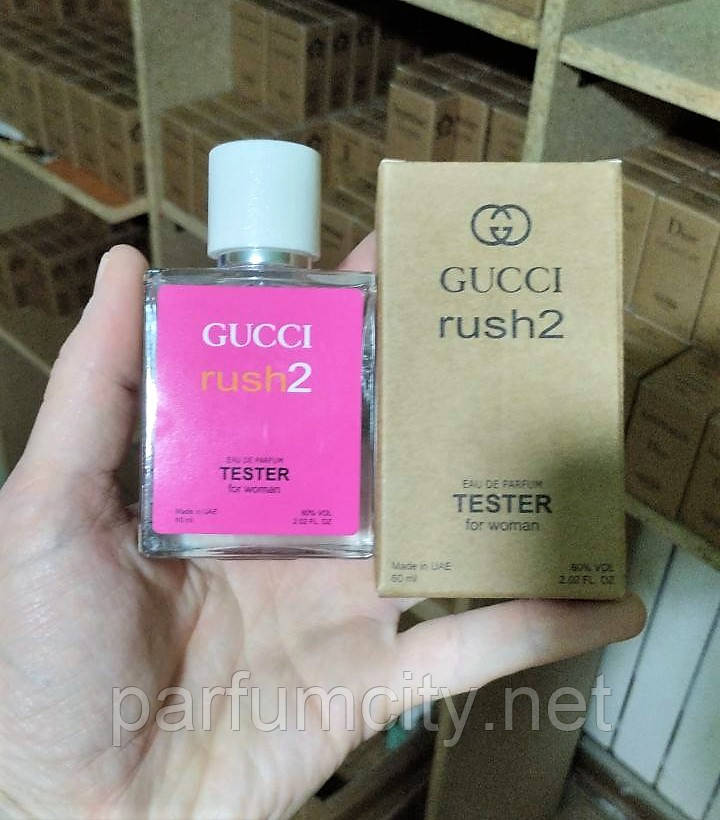 GUCCI
rush2
EAU DE PARFUM
TESTER
for woman
Made in UAE 80% VOL
60 ml 2.02 FL. OZ
GUCCI
rush2
EAU DE PARFUM
TESTER
for woman
Made in UAE 80% VOL
60 ml 2.02 FL. OZ
Dior
parfumcity.net